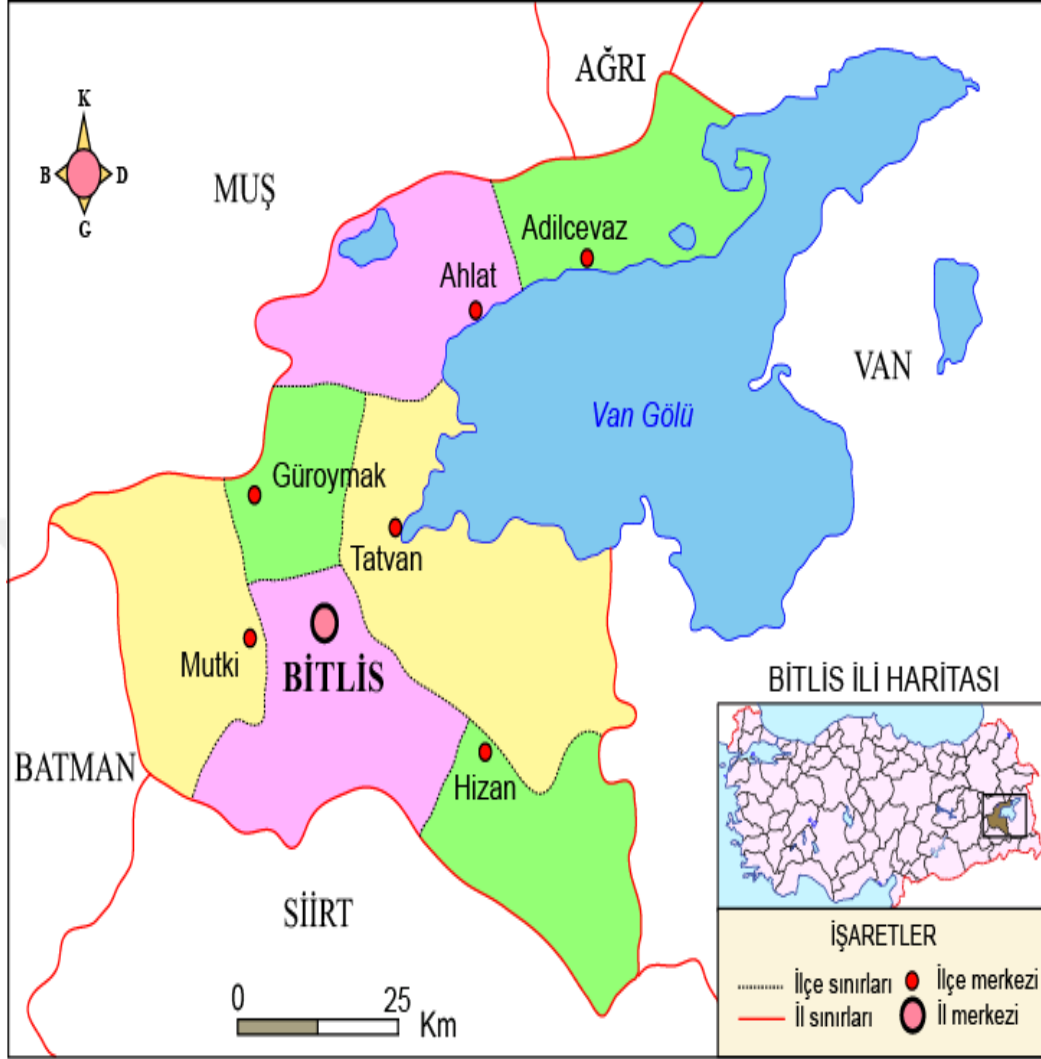 AĞRI
K
B
D
G
MUŞ
Adilcevaz
Ahlat
VAN
Van Gölü
Güroymak
Tatvan
Mutki
BİTLİS
BATMAN
Hizan
SİİRT
0
25
Km
BİTLİS İLİ HARİTASI
İŞARETLER
İlçe sınırları
İlçe merkezi
İl sınırları
İl merkezi